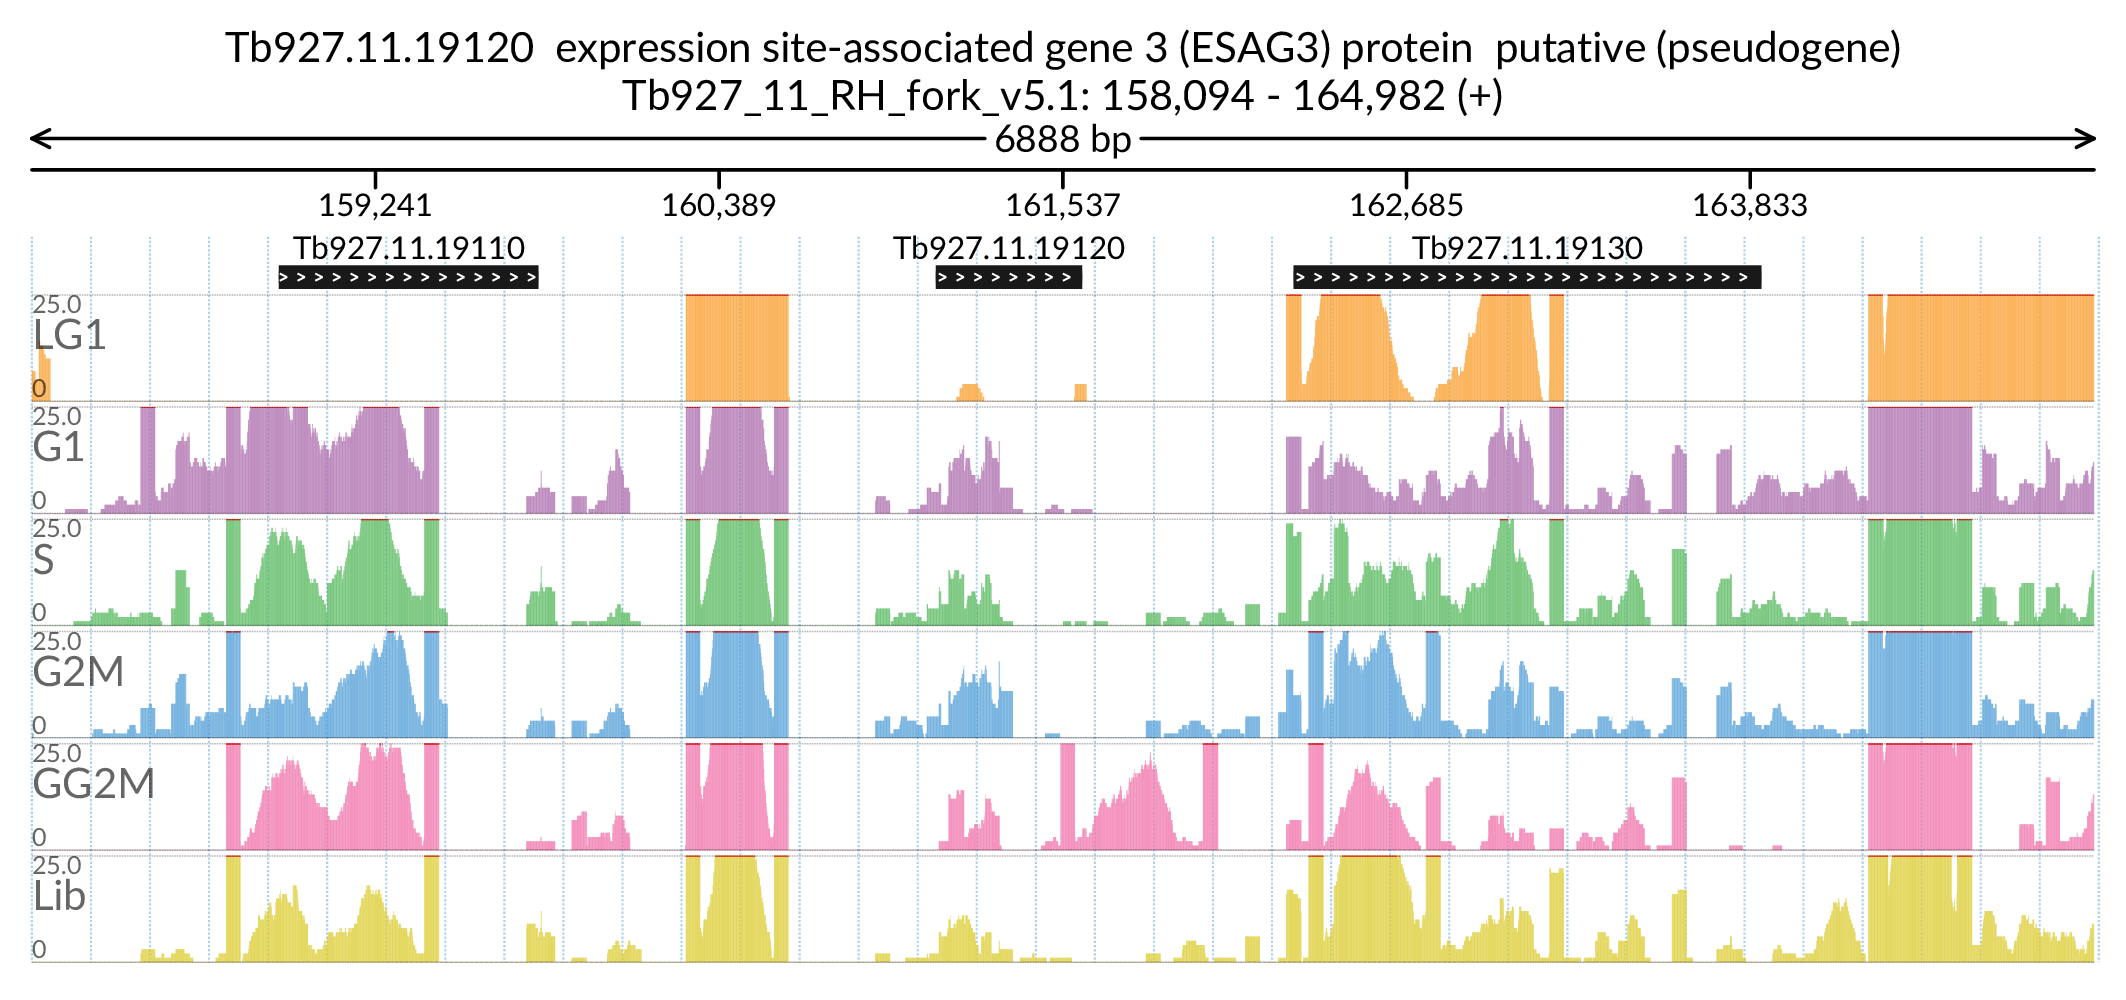 Tb927.11.19120  expression site-associated gene 3 (ESAG3) protein  putative (pseudogene)
Tb927_11_RH_fork_v5.1: 158,094 - 164,982 (+)
6888 bp
159,241 160,389 161,537 162,685 163,833
Tb927.11.19110 Tb927.11.19120 Tb927.11.19130
25.0
LG1
0
25.0
G1
0
25.0
S
0
25.0
G2M
0
25.0
GG2M
0
25.0
Lib
0